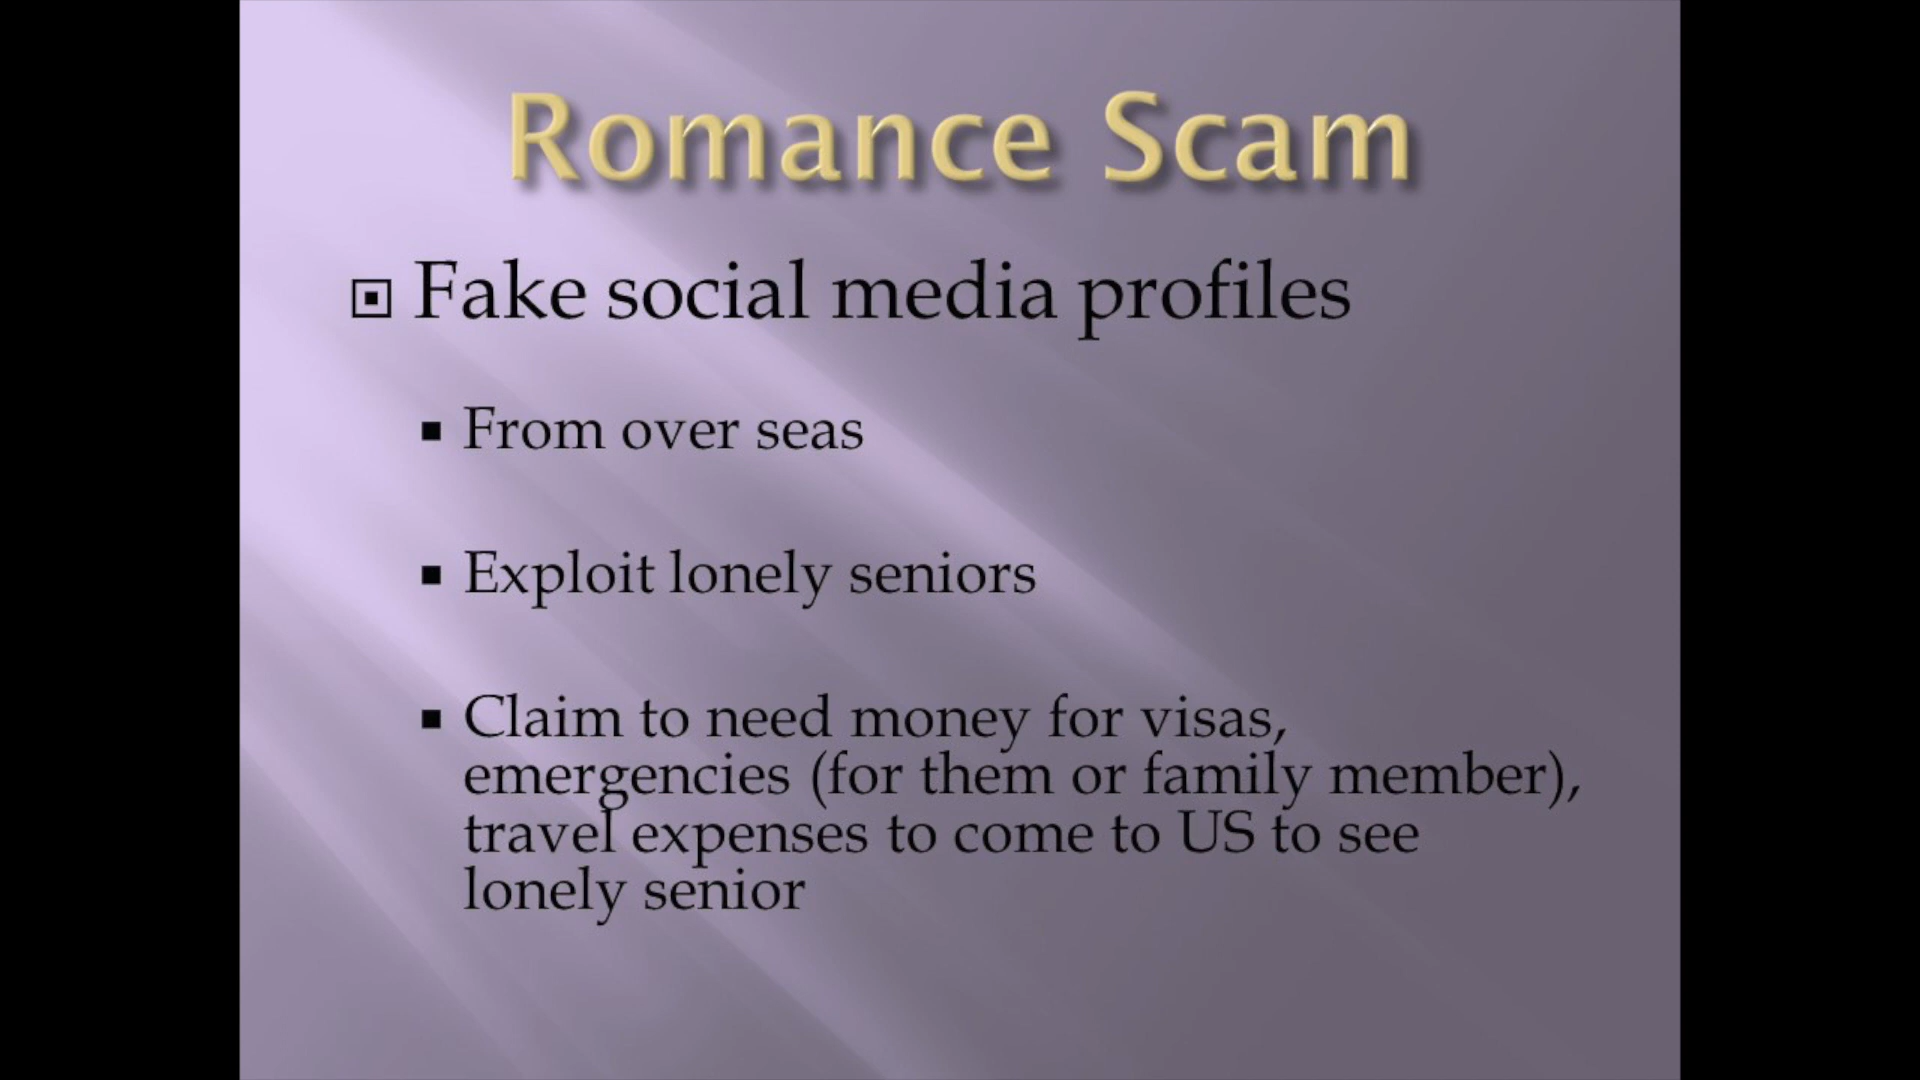 Romance Scam
Fake social media profiles
From over seas
Exploit lonely seniors
Claim to need money for visas,
emergencies (for them or family member),
travel expenses to come to US to see
lonely senior